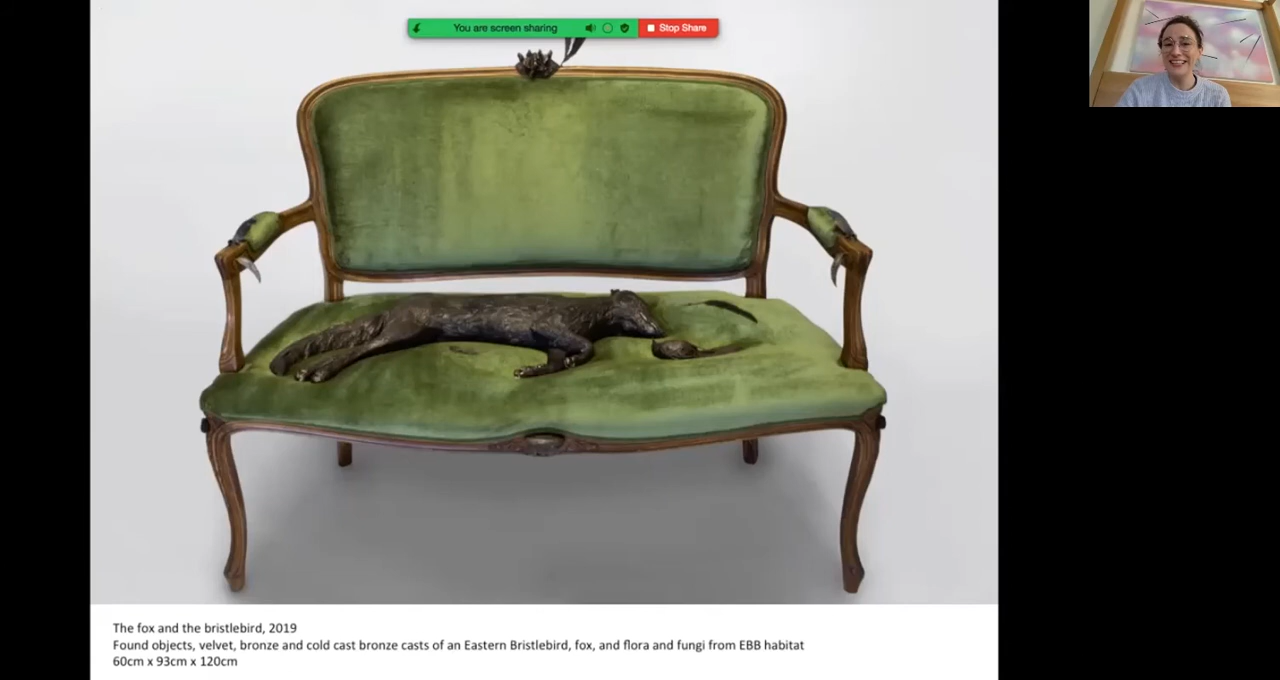 You are screen sharing
Stop Share
The fox and the bristlebird, 2019
Found objects, velvet, bronze and cold cast bronze casts of an Eastern Bristlebird, fox, and flora and fungi from EBB habitat
60cm x 93cm x 120cm